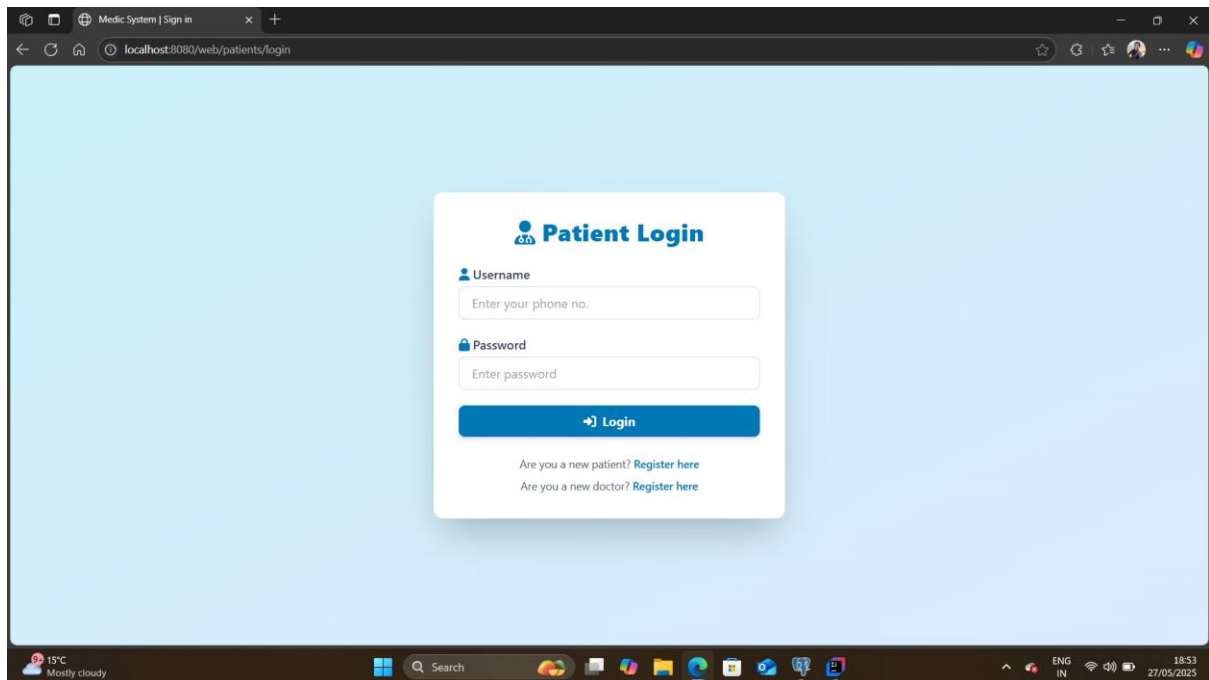 Medic System | Sign in
localhost:8080/web/patients/login
Patient Login
Username
Enter your phone no.
Password
Enter password
Login
Are you a new patient? Register here
Are you a new doctor? Register here
9+
15°C
Mostly cloudy
Search
ENG
IN
18:53
27/05/2025